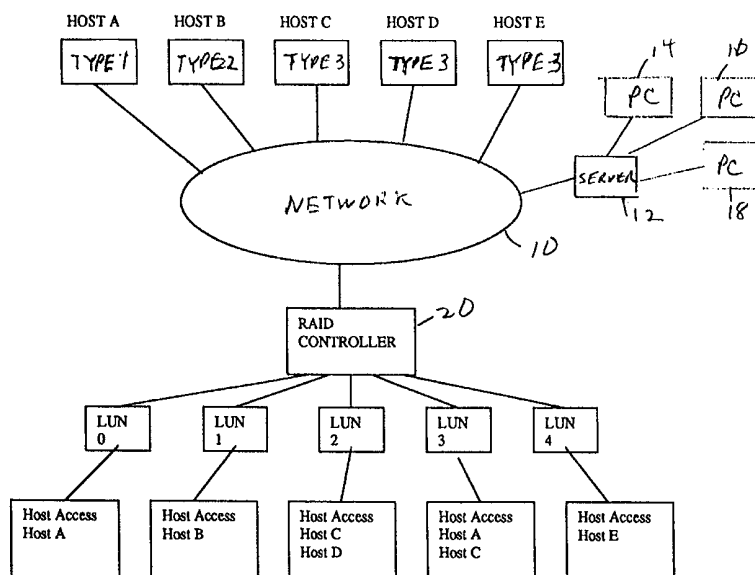 HOST A HOST B HOST C HOST D HOST E
TYPE 1 TYPE 2 TYPE 3 TYPE 3 TYPE 3
14 16
PC PC
SERVER PC
12 18
NETWORK
10
RAID
CONTROLLER
20
LUN
0
LUN
1
LUN
2
LUN
3
LUN
4
Host Access
Host A
Host Access
Host B
Host Access
Host C
Host D
Host Access
Host A
Host C
Host Access
Host E